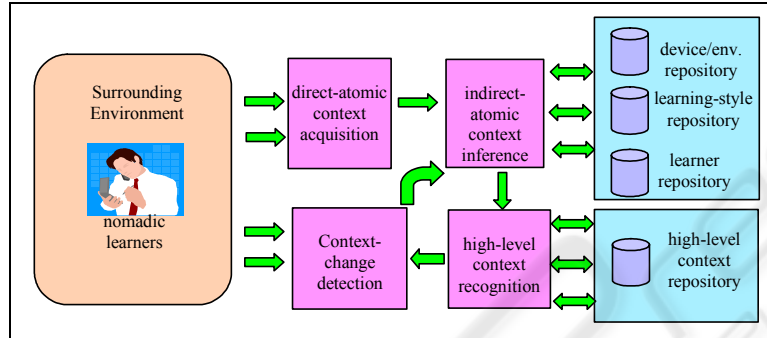 Surrounding
Environment
nomadic
learners
direct-atomic
context
acquisition
indirect-
atomic
context
inference
device/env.
repository
learning-style
repository
learner
repository
Context-
change
detection
high-level
context
recognition
high-level
context
repository